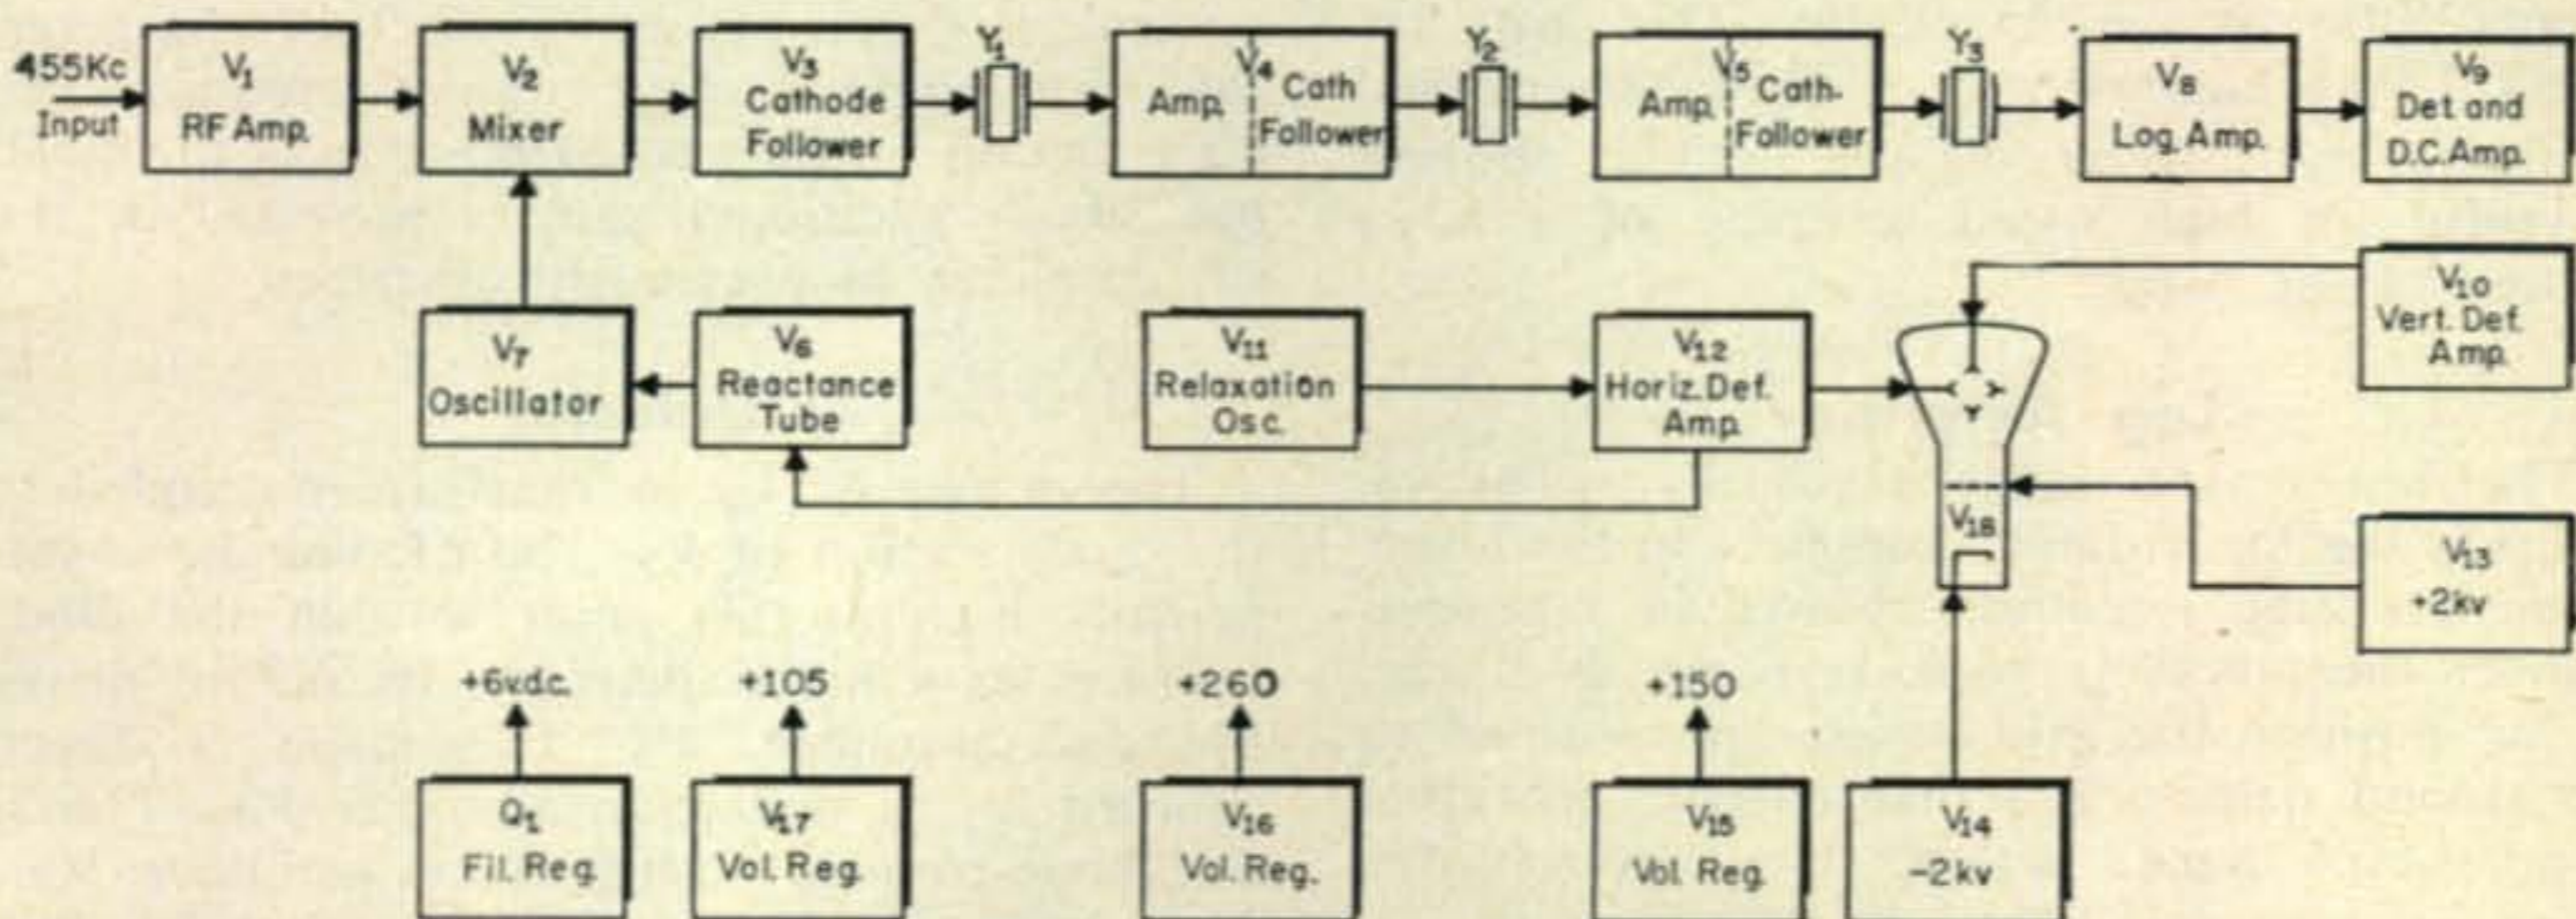 455Kc
Input
V1
RF Amp.
V2
Mixer
V3
Cathode
Follower
Y1
V4
Amp. Cath
Follower
Y2
V5
Amp. Cath.
Follower
Y3
V8
Log. Amp.
V9
Det. and
D.C. Amp.
V7
Oscillator
V6
Reactance
Tube
V11
Relaxation
Osc.
V12
Horiz. Def.
Amp.
V10
Vert. Def.
Amp.
V18
V13
+2kv
+6v.d.c.
+105
+260
+150
Q1
Fil. Reg.
V17
Vol. Reg.
V16
Vol. Reg.
V15
Vol. Reg.
V14
-2kv